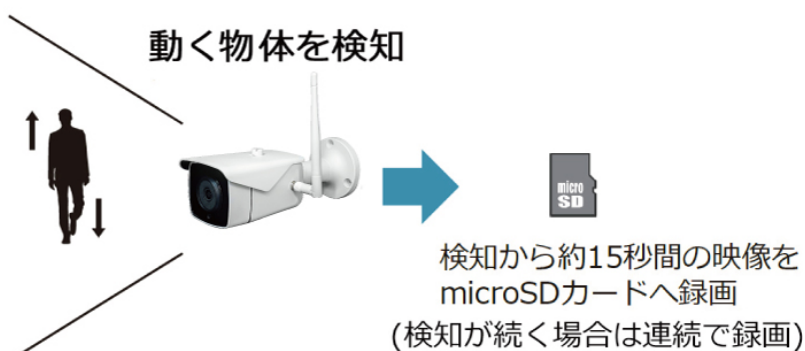 動く物体を検知
micro
SD
検知から約15秒間の映像を
microSDカードへ録画
(検知が続く場合は連続で録画)